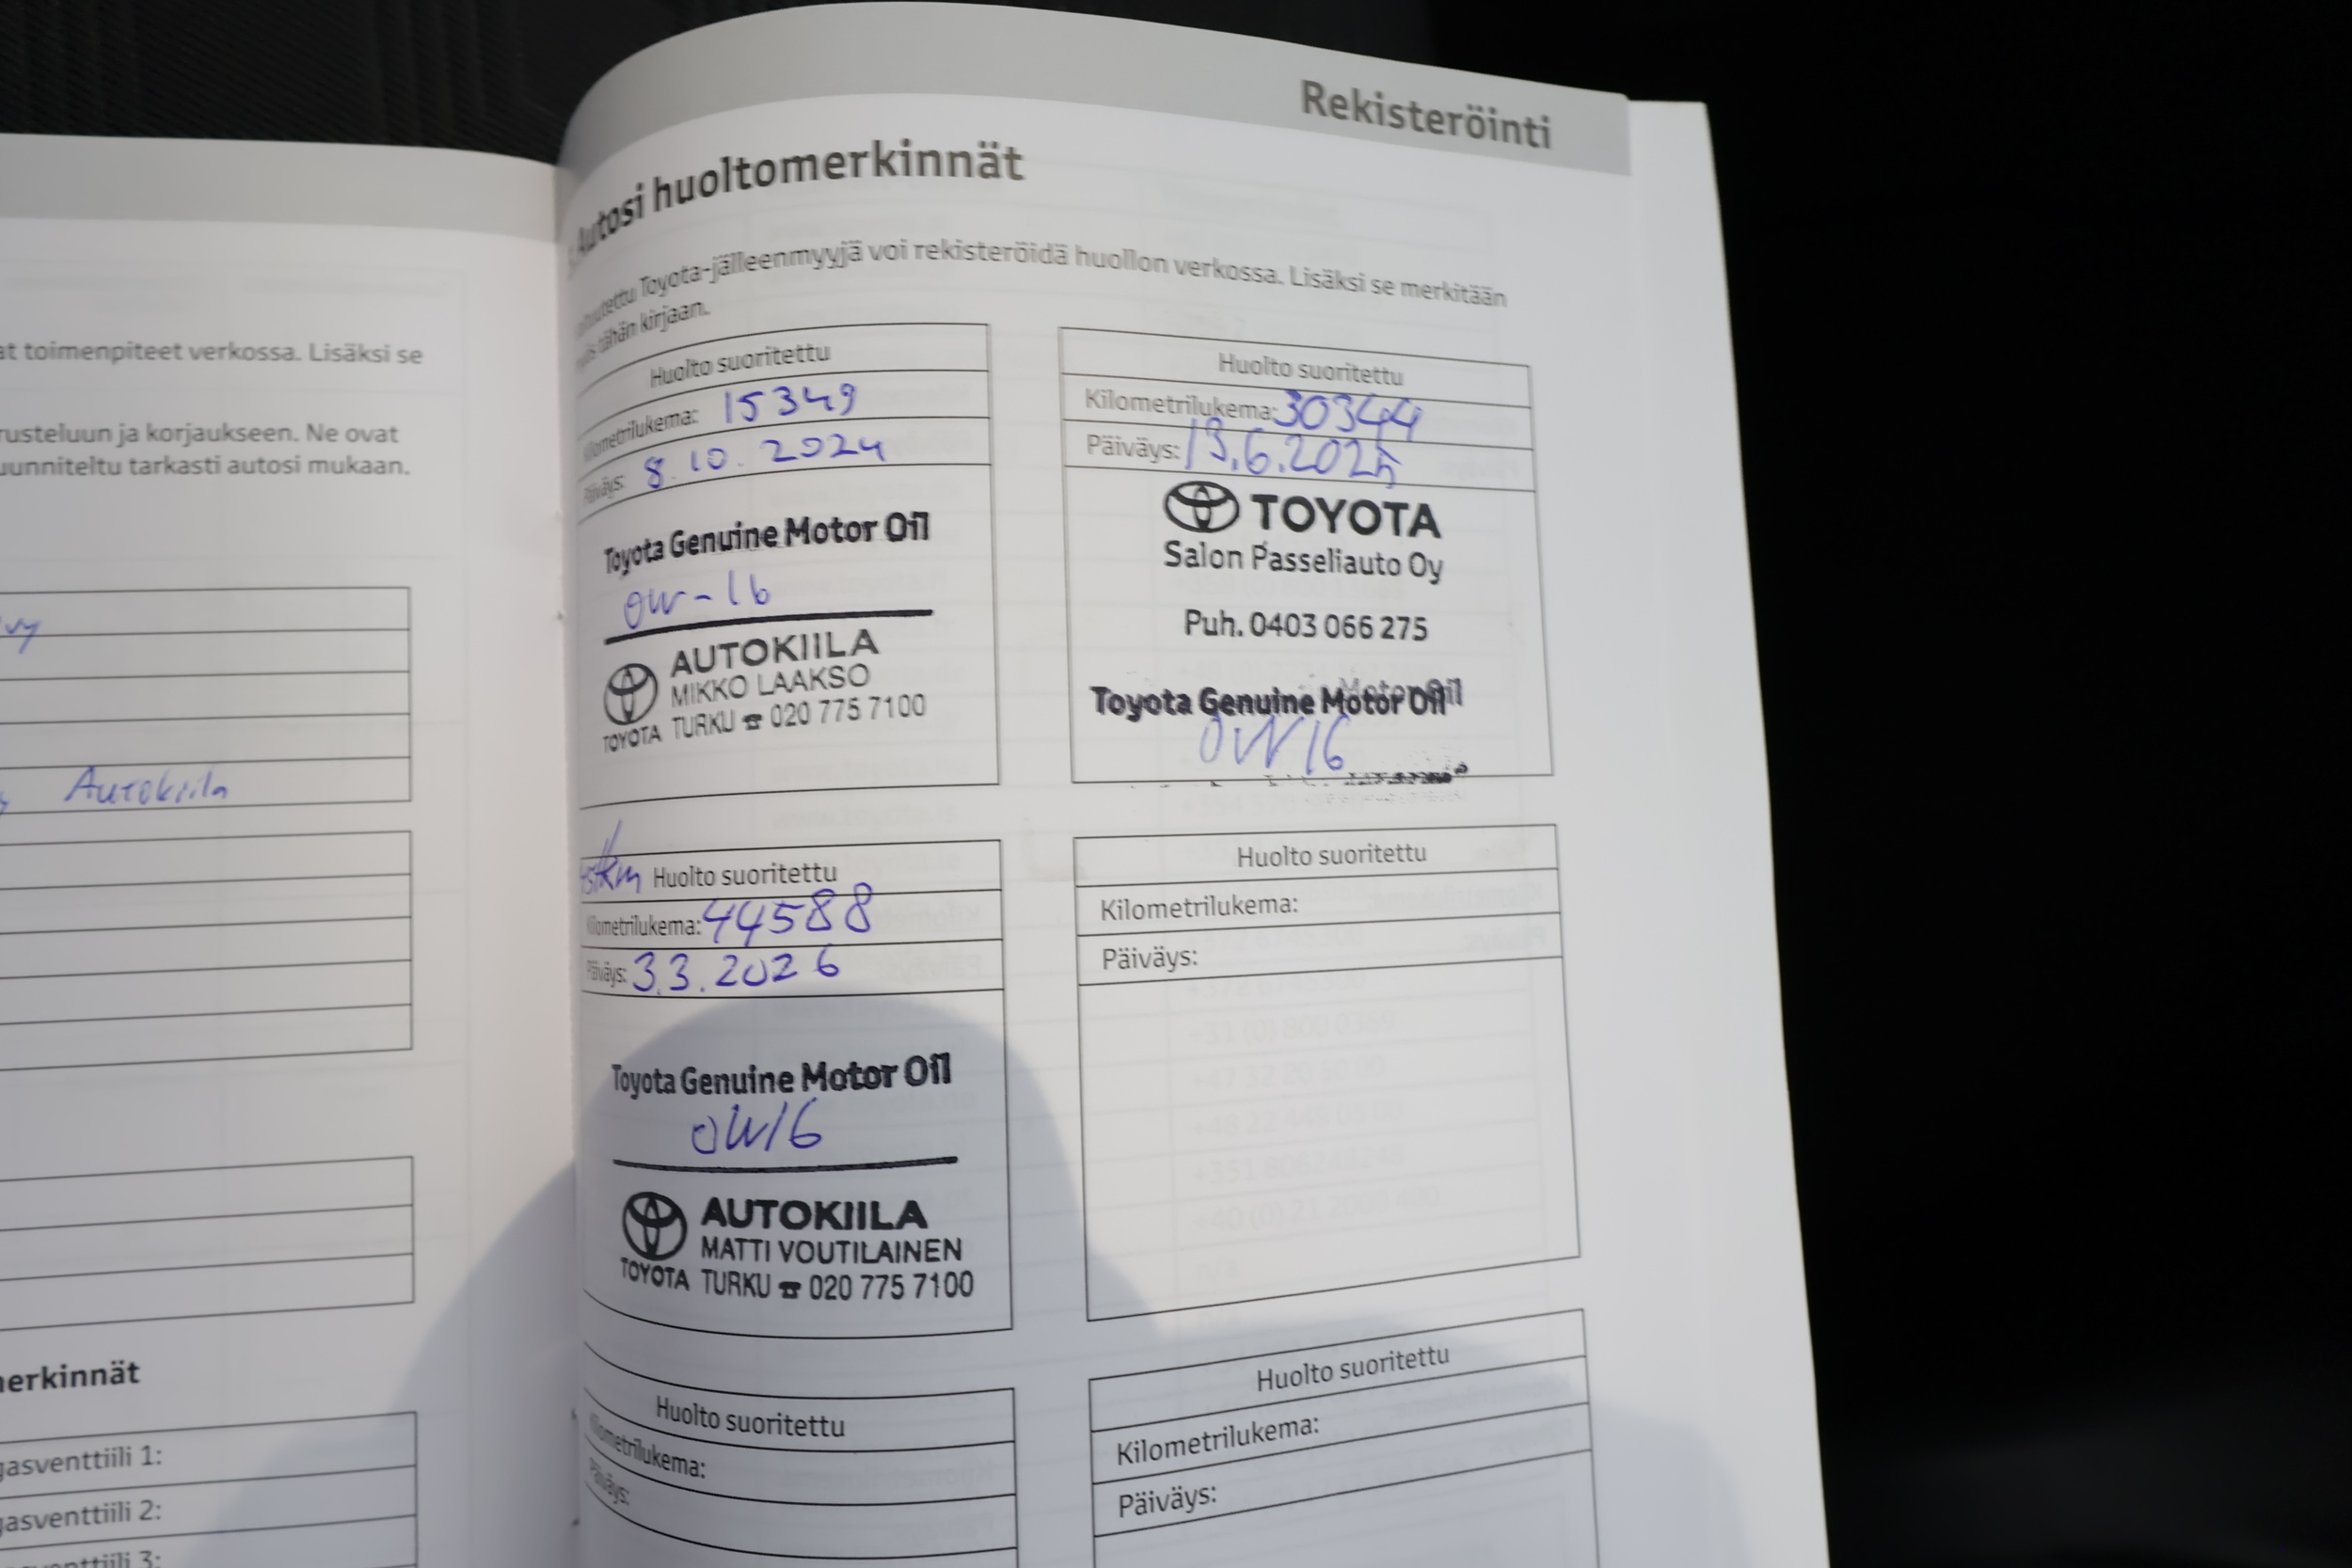 at toimenpiteet verkossa. Lisäksi se
rusteluun ja korjaukseen. Ne ovat
uunniteltu tarkasti autosi mukaan.
Autokiila
erkinnät
gasventtiili 1:
gasventtiili 2:
gasventtiili 3:
Rekisteröinti
Autosi huoltomerkinnät
Toyota-jälleenmyyjä voi rekisteröidä huollon verkossa. Lisäksi se merkitään
tähän kirjaan.
Huolto suoritettu
Kilometrilukema: 15349
Päiväys: 8.10.2024
Toyota Genuine Motor Oil
0W-16
AUTOKIILA
MIKKO LAAKSO
TOYOTA TURKU ☎ 020 775 7100
Huolto suoritettu
Kilometrilukema: 30344
Päiväys: 13.6.2025
TOYOTA
Salon Passeliauto Oy
Puh. 0403 066 275
Toyota Genuine Motor Oil
0W16
Huolto suoritettu
Kilometrilukema: 44588
Päiväys: 3.3.2026
Toyota Genuine Motor Oil
0W16
AUTOKIILA
MATTI VOUTILAINEN
TOYOTA TURKU ☎ 020 775 7100
Huolto suoritettu
Kilometrilukema:
Päiväys:
Huolto suoritettu
Kilometrilukema:
Päiväys:
Huolto suoritettu
Kilometrilukema:
Päiväys: